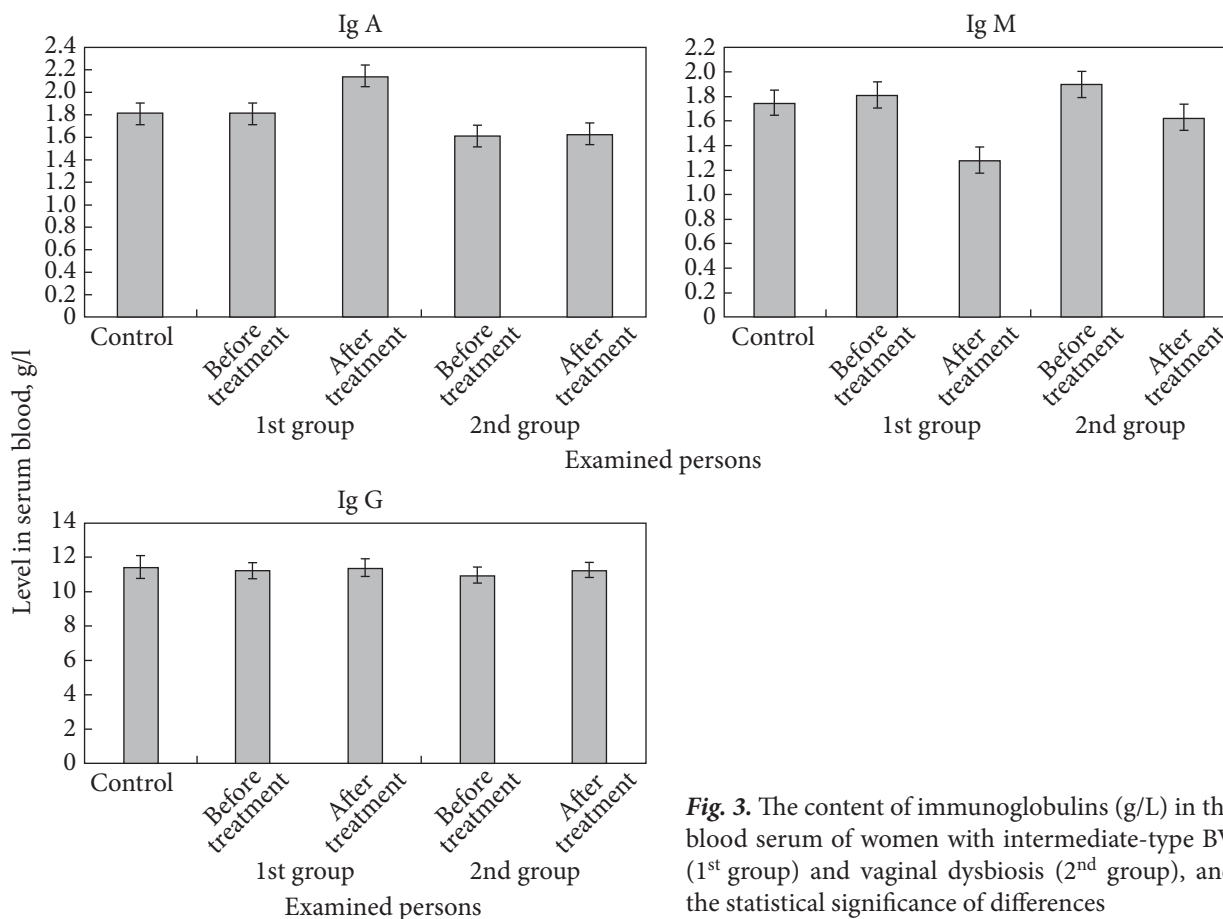 Ig A
2.4
2.2
2.0
1.8
1.6
1.4
1.2
1.0
0.8
0.6
0.4
0.2
0
Control
Before treatment
After treatment
Before treatment
After treatment
1st group
2nd group
Ig M
2.2
2.0
1.8
1.6
1.4
1.2
1.0
0.8
0.6
0.4
0.2
0
Control
Before treatment
After treatment
Before treatment
After treatment
1st group
2nd group
Examined persons
Level in serum blood, g/l
Ig G
14
12
10
8
6
4
2
0
Control
Before treatment
After treatment
Before treatment
After treatment
1st group
2nd group
Examined persons
Fig. 3. The content of immunoglobulins (g/L) in the
blood serum of women with intermediate-type BV
(1st group) and vaginal dysbiosis (2nd group), and
the statistical significance of differences